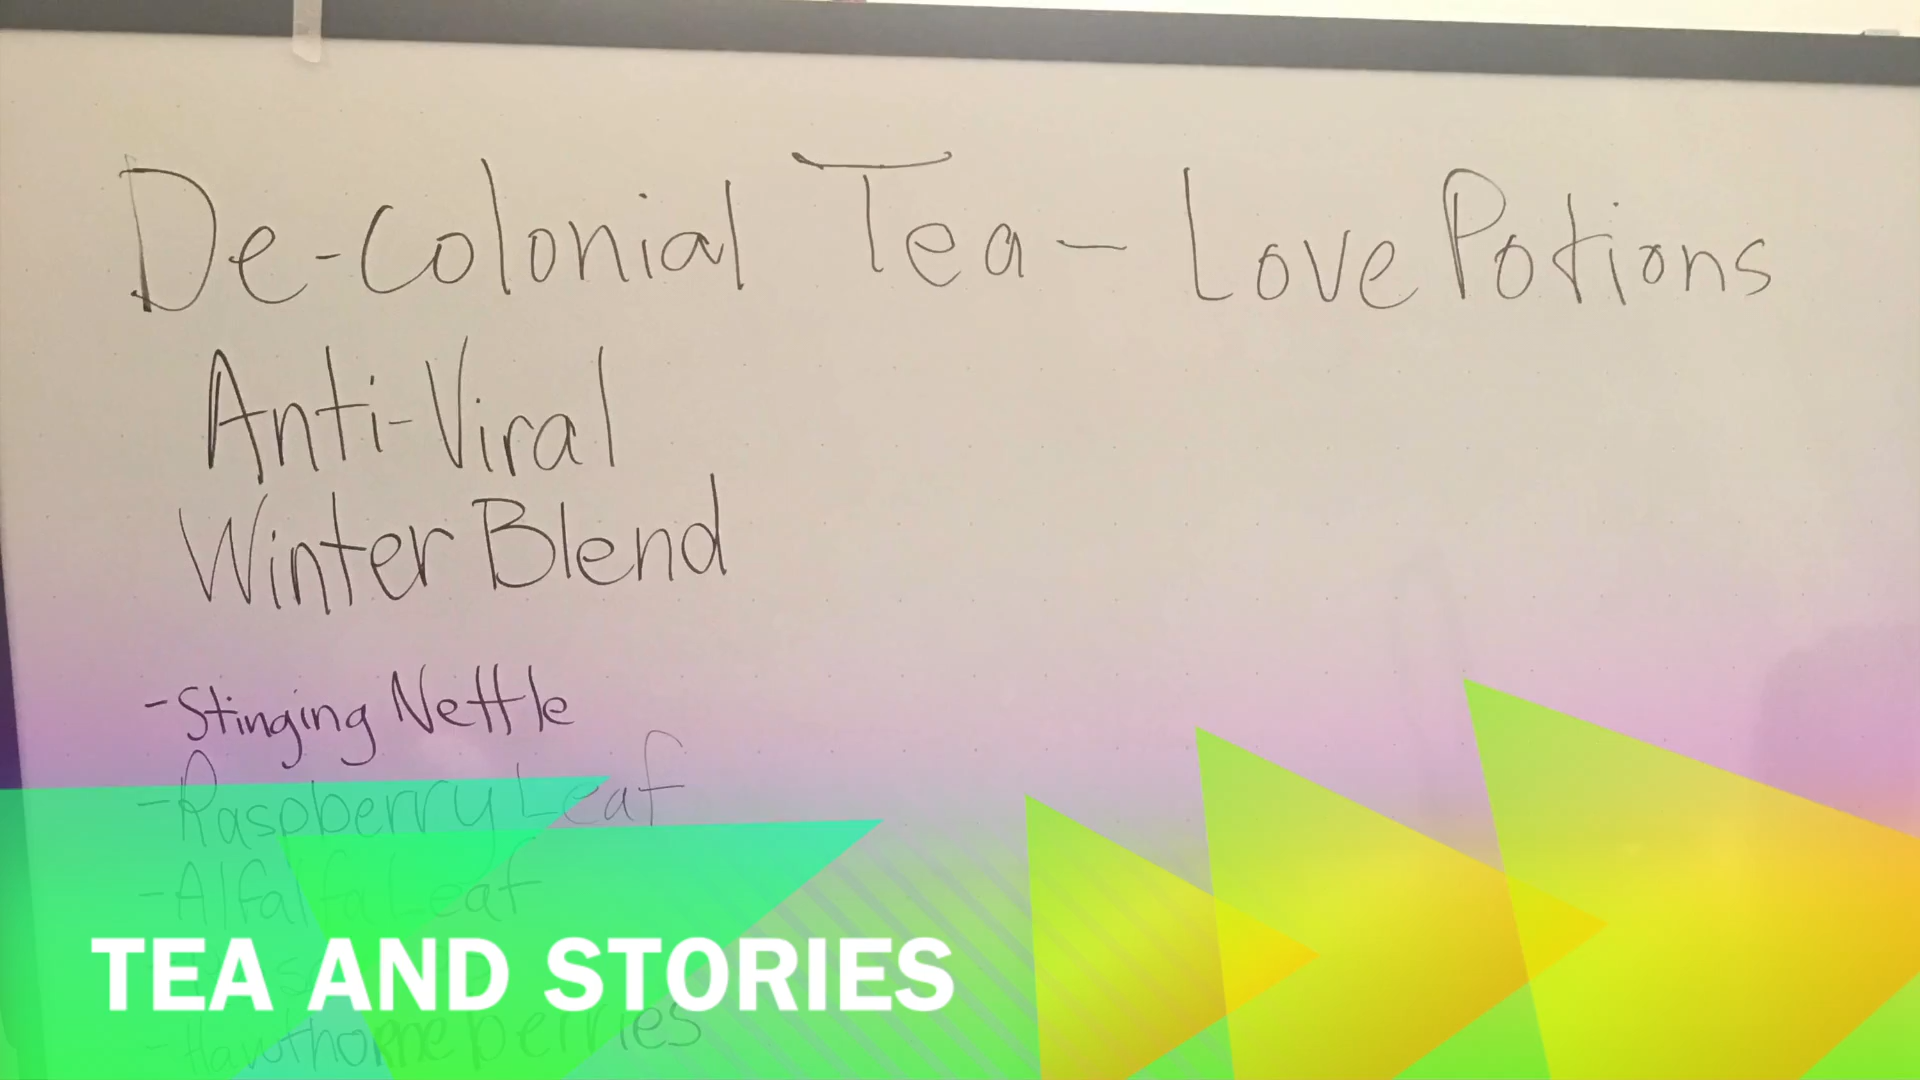 De-Colonial Tea - Love Potions
Anti-Viral
Winter Blend
- Stinging Nettle
- Raspberry Leaf
- Alfalfa Leaf
- Hawthorne berries
TEA AND STORIES